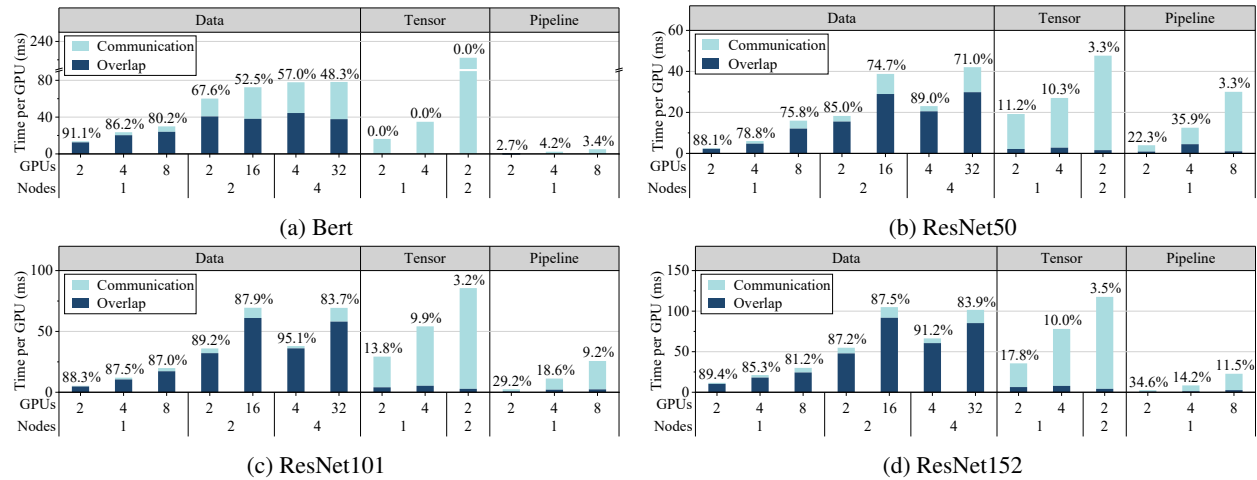 Data Tensor Pipeline
Time per GPU (ms)
240
80
40
0
Communication
Overlap
91.1% 86.2% 80.2% 67.6% 52.5% 57.0% 48.3% 0.0% 0.0% 0.0% 2.7% 4.2% 3.4%
GPUs 2 4 8 2 16 4 32 2 4 2 2 4 8
Nodes 1 2 4 1 2 1
(a) Bert
Data Tensor Pipeline
Time per GPU (ms)
60
40
20
0
Communication
Overlap
88.1% 78.8% 75.8% 85.0% 74.7% 89.0% 71.0% 11.2% 10.3% 3.3% 22.3% 35.9% 3.3%
GPUs 2 4 8 2 16 4 32 2 4 2 2 4 8
Nodes 1 2 4 1 2 1
(b) ResNet50
Data Tensor Pipeline
Time per GPU (ms)
100
50
0
Communication
Overlap
88.3% 87.5% 87.0% 89.2% 87.9% 95.1% 83.7% 13.8% 9.9% 3.2% 29.2% 18.6% 9.2%
GPUs 2 4 8 2 16 4 32 2 4 2 2 4 8
Nodes 1 2 4 1 2 1
(c) ResNet101
Data Tensor Pipeline
Time per GPU (ms)
150
100
50
0
Communication
Overlap
89.4% 85.3% 81.2% 87.2% 87.5% 91.2% 83.9% 17.8% 10.0% 3.5% 34.6% 14.2% 11.5%
GPUs 2 4 8 2 16 4 32 2 4 2 2 4 8
Nodes 1 2 4 1 2 1
(d) ResNet152